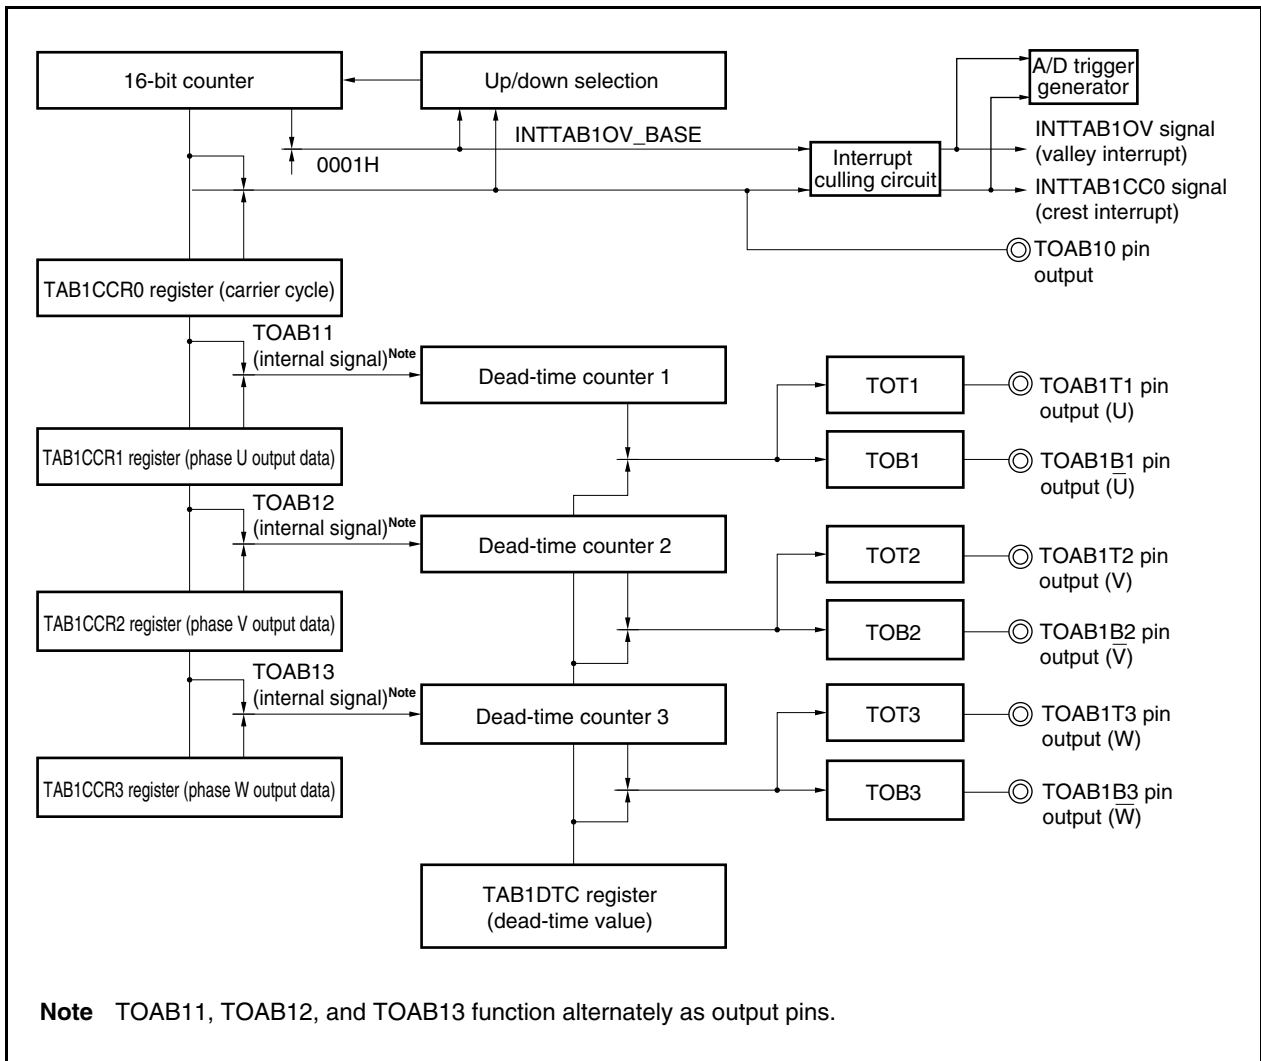 16-bit counter
Up/down selection
A/D trigger
generator
INTTAB1OV_BASE
0001H
Interrupt
culling circuit
INTTAB1OV signal
(valley interrupt)
INTTAB1CC0 signal
(crest interrupt)
TOAB10 pin
output
TAB1CCR0 register (carrier cycle)
TOAB11
(internal signal)Note
Dead-time counter 1
TOT1
TOAB1T1 pin
output (U)
TAB1CCR1 register (phase U output data)
TOB1
TOAB1B1 pin
output (U̅)
TOAB12
(internal signal)Note
Dead-time counter 2
TOT2
TOAB1T2 pin
output (V)
TAB1CCR2 register (phase V output data)
TOB2
TOAB1B2 pin
output (V̅)
TOAB13
(internal signal)Note
Dead-time counter 3
TOT3
TOAB1T3 pin
output (W)
TAB1CCR3 register (phase W output data)
TOB3
TOAB1B3 pin
output (W̅)
TAB1DTC register
(dead-time value)
Note TOAB11, TOAB12, and TOAB13 function alternately as output pins.